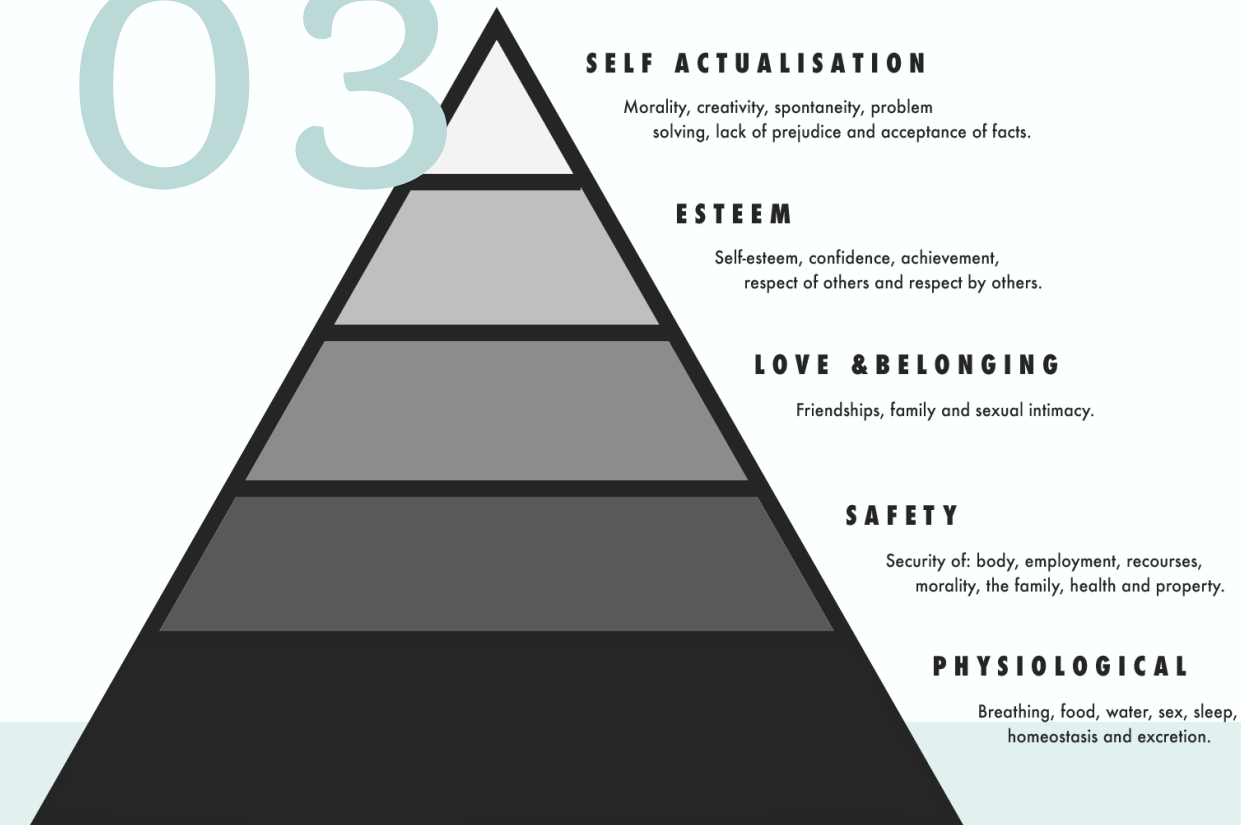 03
SELF ACTUALISATION
Morality, creativity, spontaneity, problem
solving, lack of prejudice and acceptance of facts.
ESTEEM
Self-esteem, confidence, achievement,
respect of others and respect by others.
LOVE &BELONGING
Friendships, family and sexual intimacy.
SAFETY
Security of: body, employment, recourses,
morality, the family, health and property.
PHYSIOLOGICAL
Breathing, food, water, sex, sleep,
homeostasis and excretion.